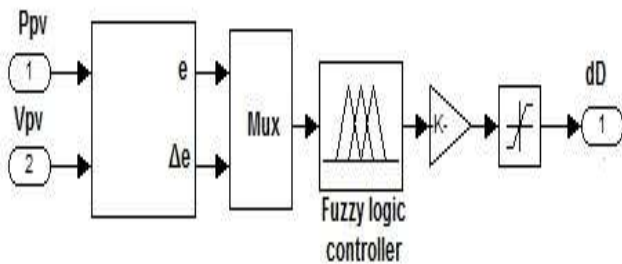 Ppv
1
e
Vpv
2
Δe
Mux
Fuzzy logic
controller
-K-
dD
1